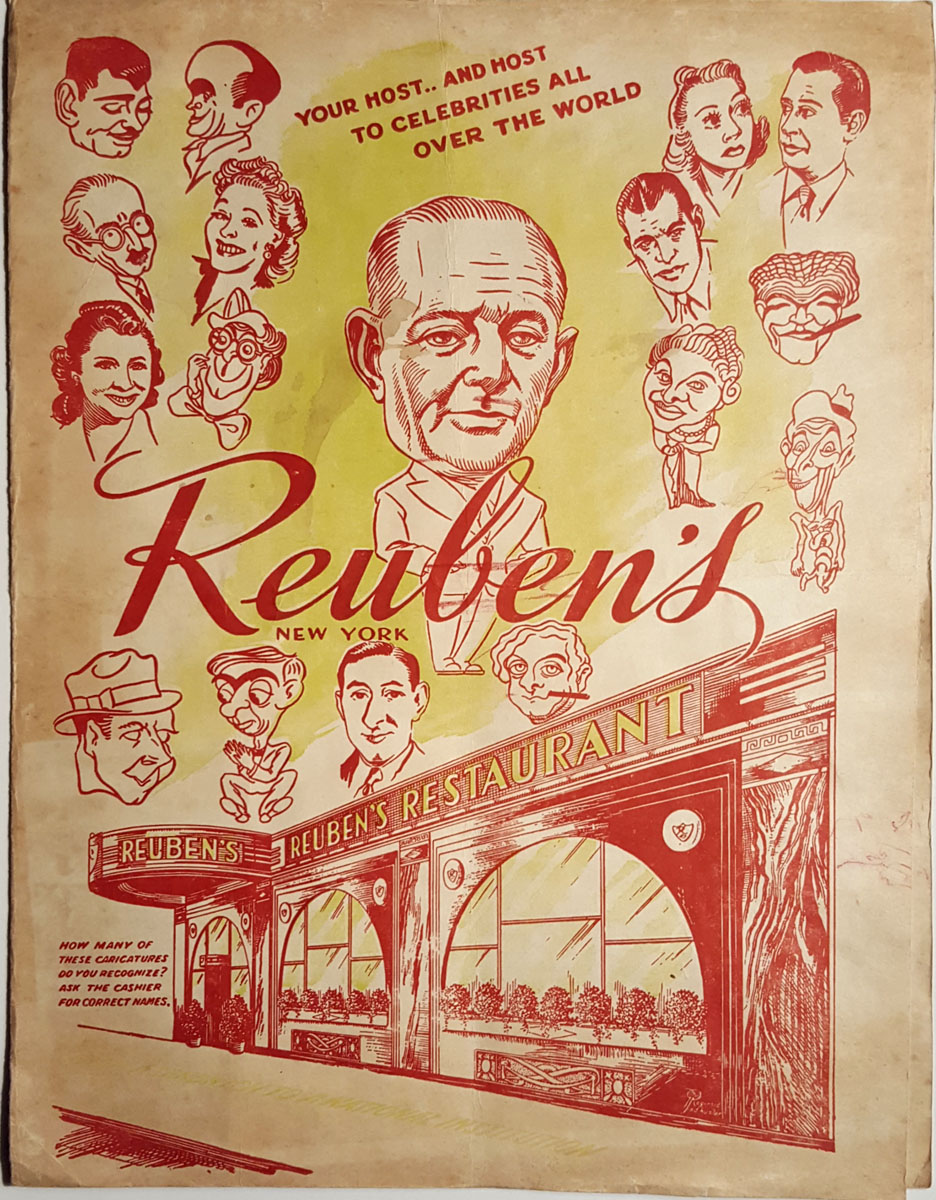 YOUR HOST.. AND HOST
TO CELEBRITIES ALL
OVER THE WORLD
Reuben's
NEW YORK
REUBEN'S RESTAURANT
REUBEN'S
HOW MANY OF
THESE CARICATURES
DO YOU RECOGNIZE?
ASK THE CASHIER
FOR CORRECT NAMES.